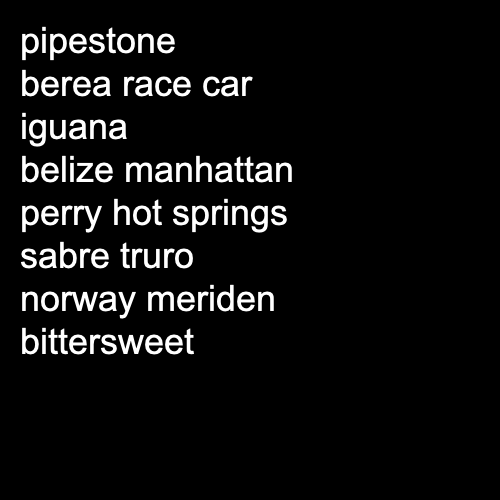 pipestone
berea race car
iguana
belize manhattan
perry hot springs
sabre truro
norway meriden
bittersweet